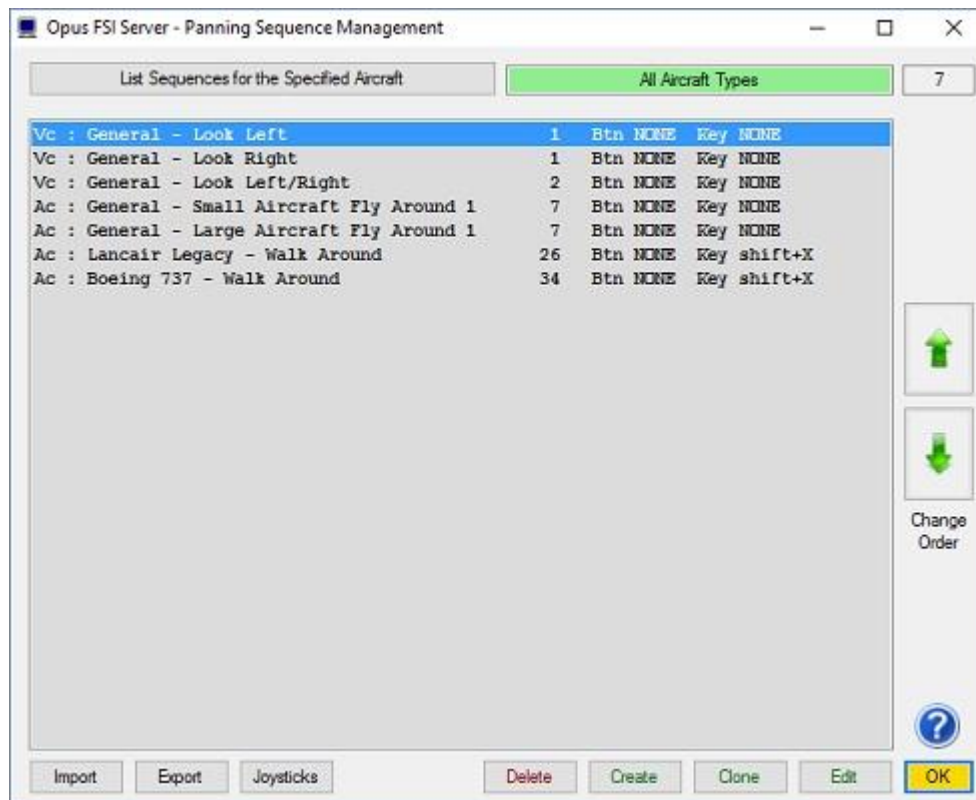 Opus FSI Server - Panning Sequence Management
List Sequences for the Specified Aircraft All Aircraft Types 7
Vc : General - Look Left 1 Btn NONE Key NONE
Vc : General - Look Right 1 Btn NONE Key NONE
Vc : General - Look Left/Right 2 Btn NONE Key NONE
Ac : General - Small Aircraft Fly Around 1 7 Btn NONE Key NONE
Ac : General - Large Aircraft Fly Around 1 7 Btn NONE Key NONE
Ac : Lancair Legacy - Walk Around 26 Btn NONE Key shift+X
Ac : Boeing 737 - Walk Around 34 Btn NONE Key shift+X
Change
Order
?
Import Export Joysticks Delete Create Clone Edit OK